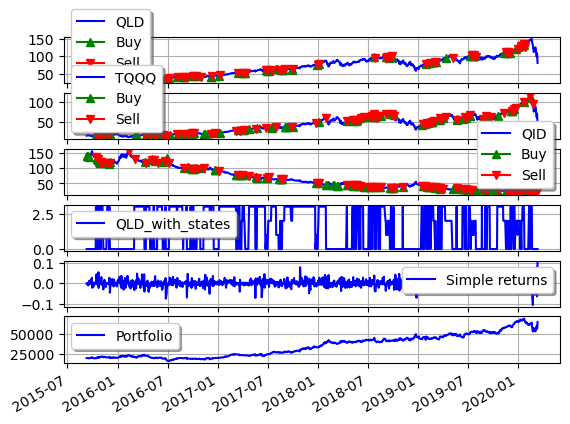 QLD
Buy
Sell
150
100
50
TQQQ
Buy
Sell
100
50
QID
Buy
Sell
150
100
50
QLD_with_states
2.5
0.0
Simple returns
0.1
0.0
−0.1
Portfolio
50000
25000
2015-07
2016-01
2016-07
2017-01
2017-07
2018-01
2018-07
2019-01
2019-07
2020-01